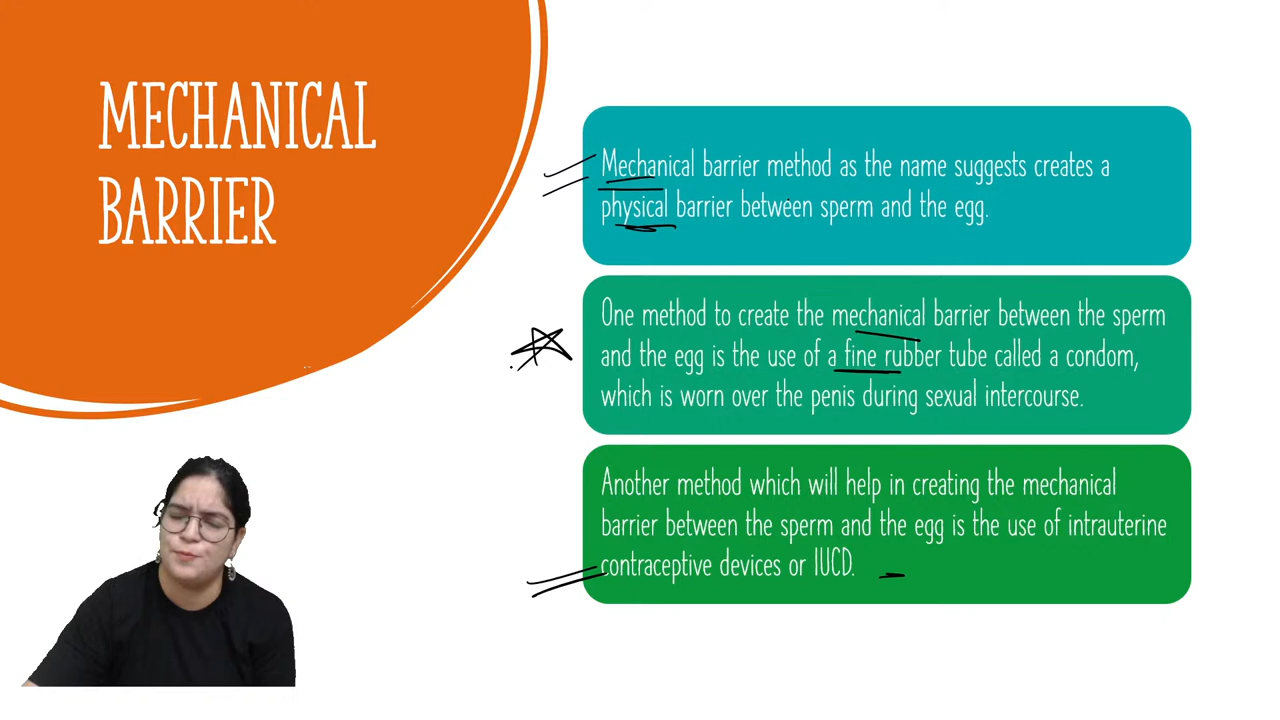 MECHANICAL
BARRIER
Mechanical barrier method as the name suggests creates a
physical barrier between sperm and the egg.
One method to create the mechanical barrier between the sperm
and the egg is the use of a fine rubber tube called a condom,
which is worn over the penis during sexual intercourse.
Another method which will help in creating the mechanical
barrier between the sperm and the egg is the use of intrauterine
contraceptive devices or IUCD.